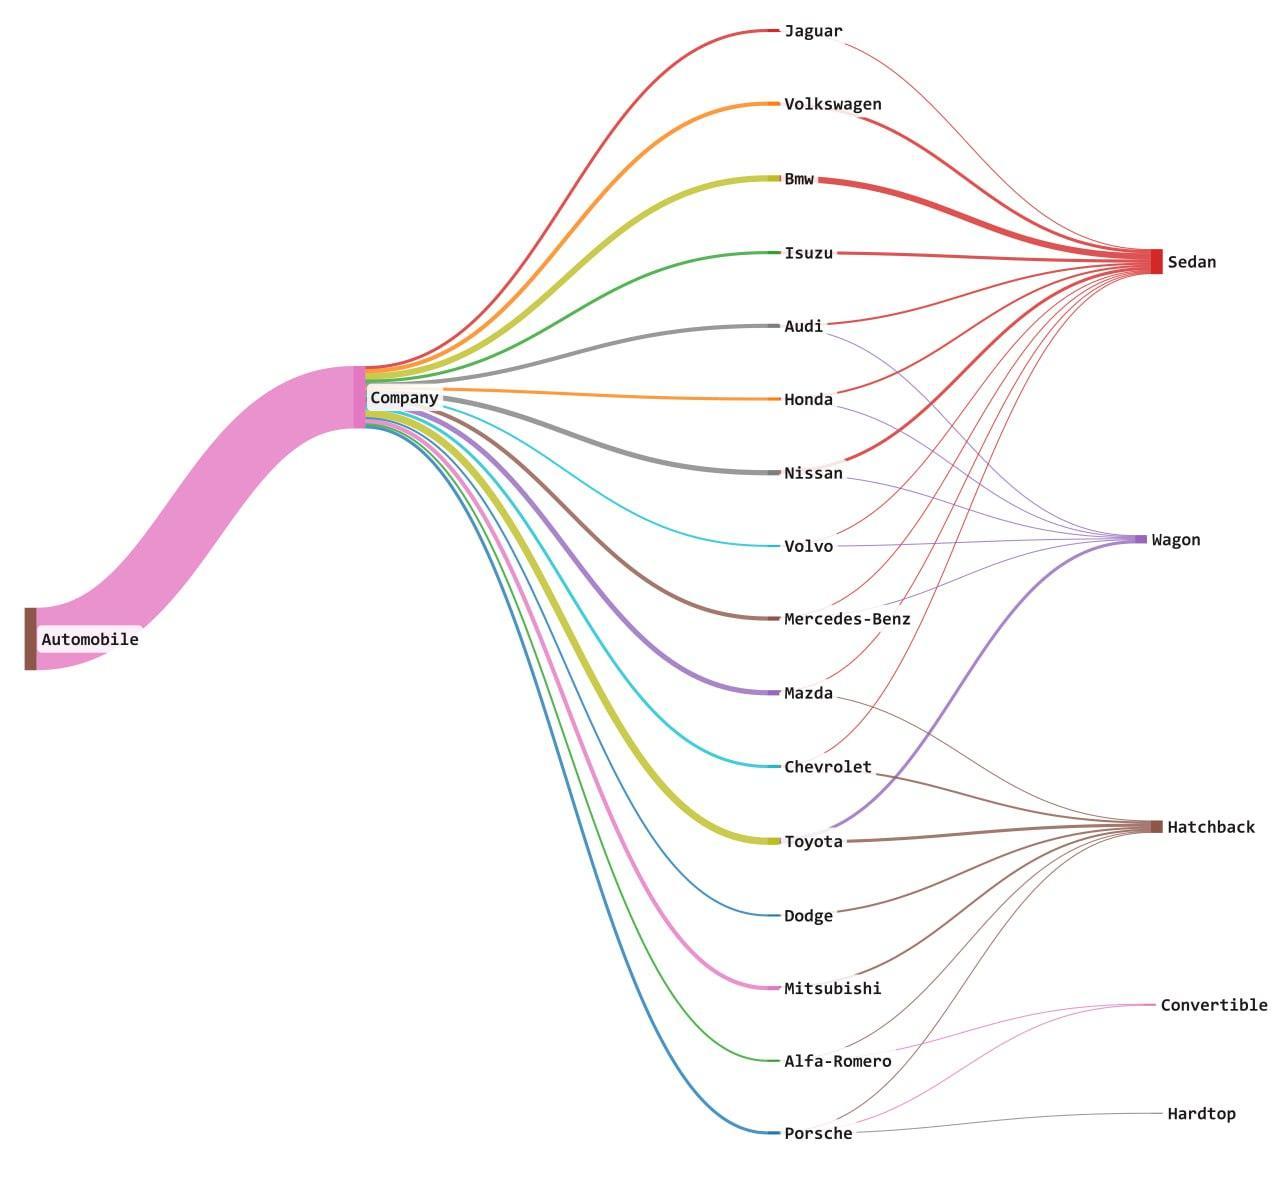 Automobile
Company
Jaguar
Volkswagen
Bmw
Isuzu
Audi
Honda
Nissan
Volvo
Mercedes-Benz
Mazda
Chevrolet
Toyota
Dodge
Mitsubishi
Alfa-Romero
Porsche
Sedan
Wagon
Hatchback
Convertible
Hardtop